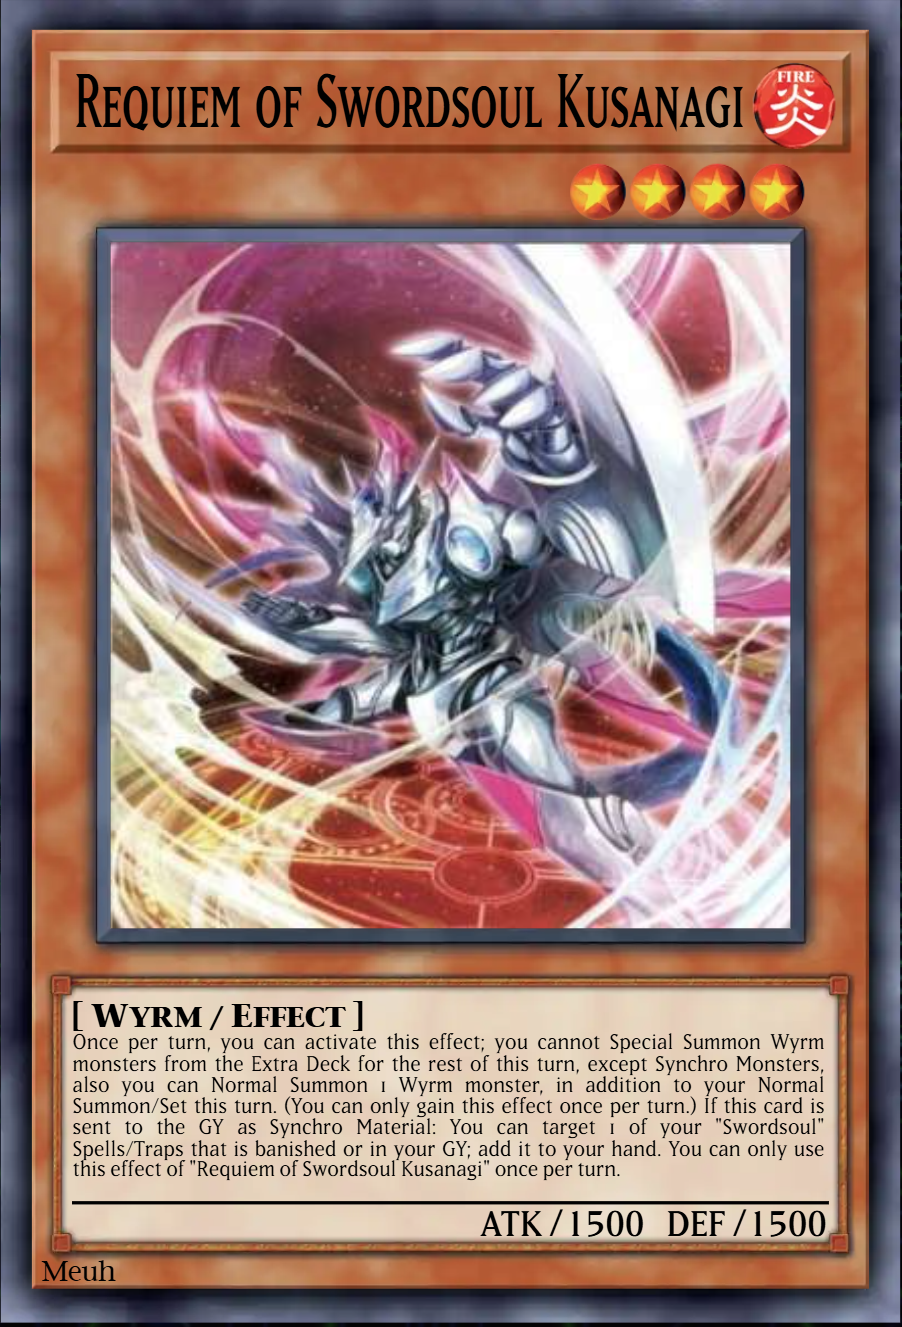 Requiem of Swordsoul Kusanagi
FIRE
炎
[ Wyrm / Effect ]
Once per turn, you can activate this effect; you cannot Special Summon Wyrm
monsters from the Extra Deck for the rest of this turn, except Synchro Monsters,
also you can Normal Summon 1 Wyrm monster, in addition to your Normal
Summon/Set this turn. (You can only gain this effect once per turn.) If this card is
sent to the GY as Synchro Material: You can target 1 of your "Swordsoul"
Spells/Traps that is banished or in your GY; add it to your hand. You can only use
this effect of "Requiem of Swordsoul Kusanagi" once per turn.
ATK/1500 DEF/1500
Meuh